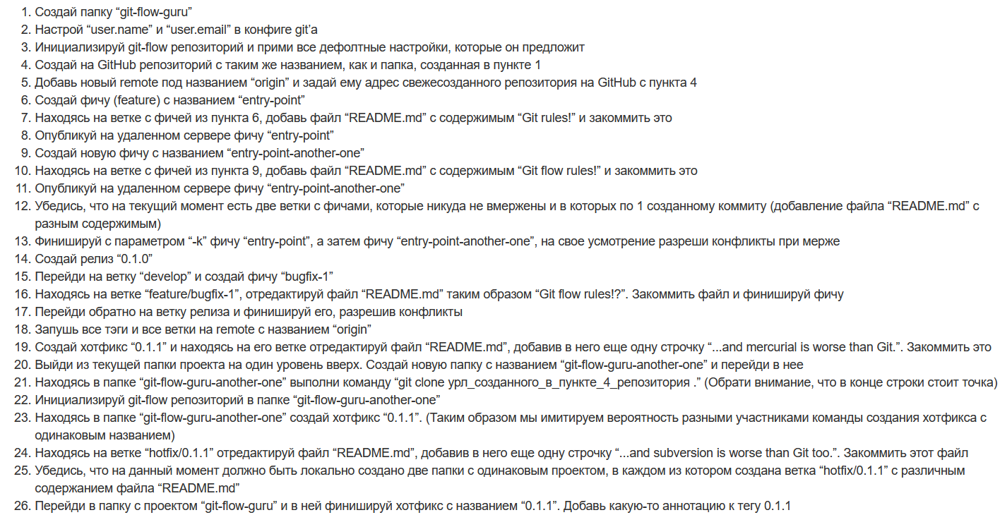 1. Создай папку “git-flow-guru”
2. Настрой “user.name” и “user.email” в конфиге git’а
3. Инициализируй git-flow репозиторий и прими все дефолтные настройки, которые он предложит
4. Создай на GitHub репозиторий с таким же названием, как и папка, созданная в пункте 1
5. Добавь новый remote под названием “origin” и задай ему адрес свежесозданного репозитория на GitHub с пункта 4
6. Создай фичу (feature) с названием “entry-point”
7. Находясь на ветке с фичей из пункта 6, добавь файл “README.md” с содержимым “Git rules!” и закоммить это
8. Опубликуй на удаленном сервере фичу “entry-point”
9. Создай новую фичу с названием “entry-point-another-one”
10. Находясь на ветке с фичей из пункта 9, добавь файл “README.md” с содержимым “Git flow rules!” и закоммить это
11. Опубликуй на удаленном сервере фичу “entry-point-another-one”
12. Убедись, что на текущий момент есть две ветки с фичами, которые никуда не вмержены и в которых по 1 созданному коммиту (добавление файла “README.md” с
разным содержимым)
13. Финишируй с параметром “-k” фичу “entry-point”, а затем фичу “entry-point-another-one”, на свое усмотрение разреши конфликты при мерже
14. Создай релиз “0.1.0”
15. Перейди на ветку “develop” и создай фичу “bugfix-1”
16. Находясь на ветке “feature/bugfix-1”, отредактируй файл “README.md” таким образом “Git flow rules!?”. Закоммить файл и финишируй фичу
17. Перейди обратно на ветку релиза и финишируй его, разрешив конфликты
18. Запушь все тэги и все ветки на remote с названием “origin”
19. Создай хотфикс “0.1.1” и находясь на его ветке отредактируй файл “README.md”, добавив в него еще одну строчку “...and mercurial is worse than Git.”. Закоммить это
20. Выйди из текущей папки проекта на один уровень вверх. Создай новую папку с названием “git-flow-guru-another-one” и перейди в нее
21. Находясь в папке “git-flow-guru-another-one” выполни команду “git clone урл_созданного_в_пункте_4_репозитория .” (Обрати внимание, что в конце строки стоит точка)
22. Инициализируй git-flow репозиторий в папке “git-flow-guru-another-one”
23. Находясь в папке “git-flow-guru-another-one” создай хотфикс “0.1.1”. (Таким образом мы имитируем вероятность разными участниками команды создания хотфикса с
одинаковым названием)
24. Находясь на ветке “hotfix/0.1.1” отредактируй файл “README.md”, добавив в него еще одну строчку “...and subversion is worse than Git too.”. Закоммить этот файл
25. Убедись, что на данный момент должно быть локально создано две папки с одинаковым проектом, в каждом из котором создана ветка “hotfix/0.1.1” с различным
содержанием файла “README.md”
26. Перейди в папку с проектом “git-flow-guru” и в ней финишируй хотфикс с названием “0.1.1”. Добавь какую-то аннотацию к тегу 0.1.1